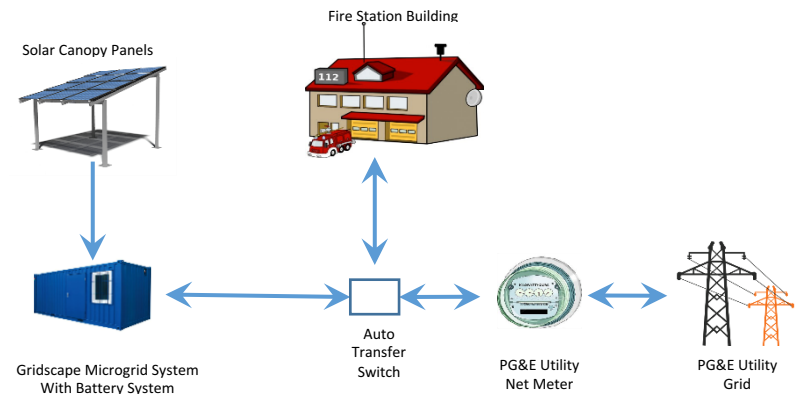 Fire Station Building
Solar Canopy Panels
112
Auto
Transfer
Switch
Gridscape Microgrid System
With Battery System
PG&E Utility
Net Meter
PG&E Utility
Grid